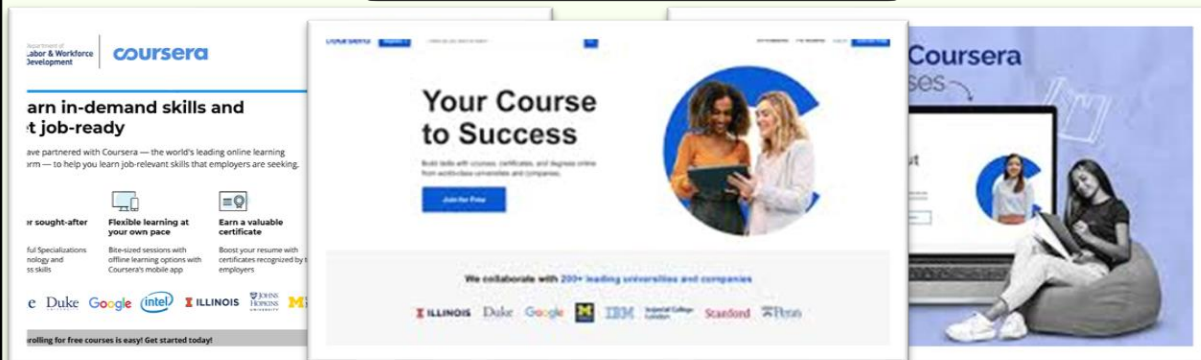 epartment of
Labor & Workforce
Development
coursera
arn in-demand skills and
t job-ready
ave partnered with Coursera — the world's leading online learning
rm — to help you learn job-relevant skills that employers are seeking.
r sought-after
ful Specializations
nology and
ss skills
Flexible learning at
your own pace
Bite-sized sessions with
offline learning options with
Coursera's mobile app
Earn a valuable
certificate
Boost your resume with
certificates recognized by t
employers
e Duke Google intel ILLINOIS JOHNS HOPKINS UNIVERSITY M
rolling for free courses is easy! Get started today!
coursera
Your Course
to Success
Build skills with courses, certificates, and degrees online
from world-class universities and companies.
Join for Free
We collaborate with 200+ leading universities and companies
ILLINOIS Duke Google M IBM Imperial College London Stanford Penn
Coursera
ses